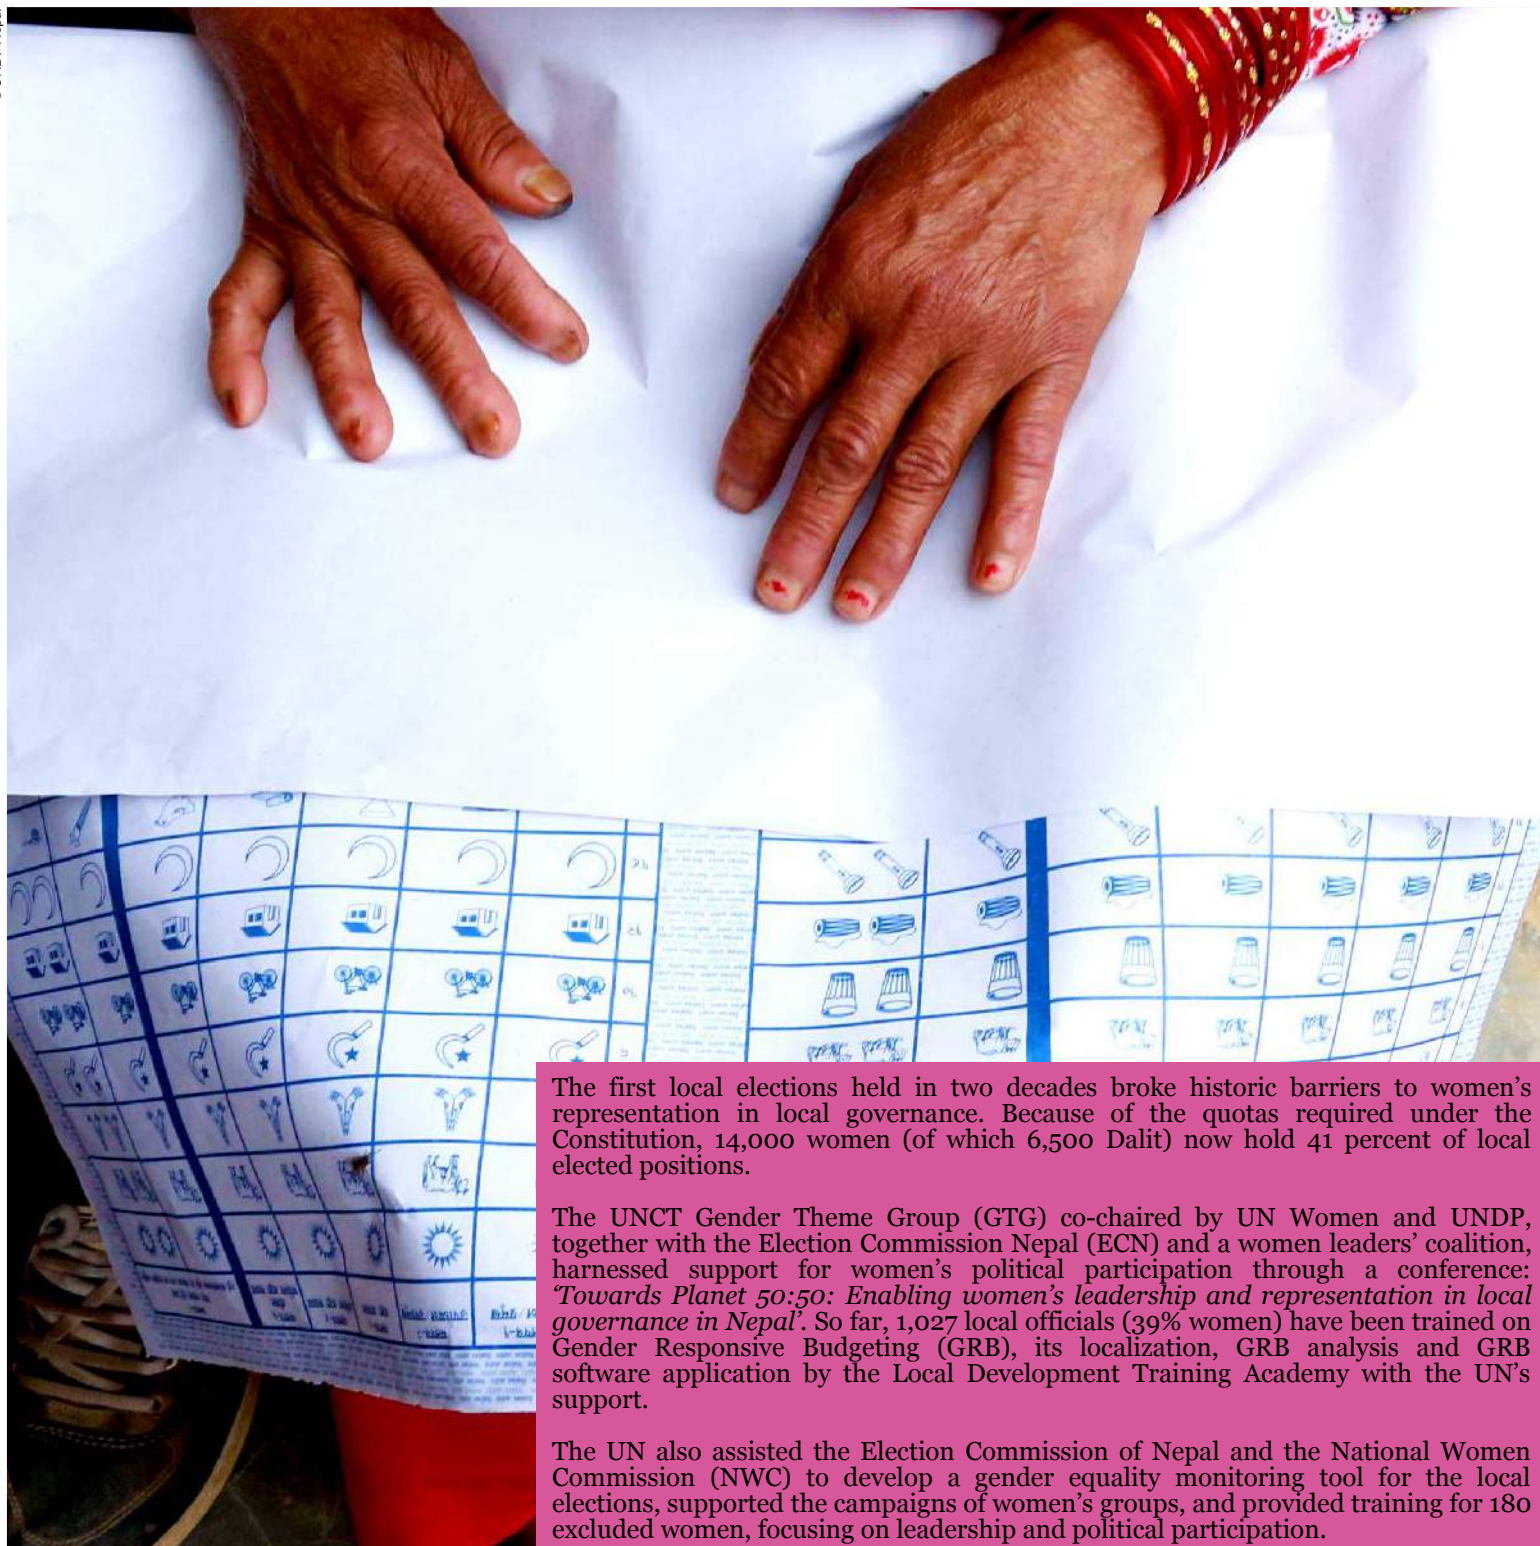 The first local elections held in two decades broke historic barriers to women’s
representation in local governance. Because of the quotas required under the
Constitution, 14,000 women (of which 6,500 Dalit) now hold 41 percent of local
elected positions.
The UNCT Gender Theme Group (GTG) co-chaired by UN Women and UNDP,
together with the Election Commission Nepal (ECN) and a women leaders’ coalition,
harnessed support for women’s political participation through a conference:
‘Towards Planet 50:50: Enabling women’s leadership and representation in local
governance in Nepal’. So far, 1,027 local officials (39% women) have been trained on
Gender Responsive Budgeting (GRB), its localization, GRB analysis and GRB
software application by the Local Development Training Academy with the UN’s
support.
The UN also assisted the Election Commission of Nepal and the National Women
Commission (NWC) to develop a gender equality monitoring tool for the local
elections, supported the campaigns of women’s groups, and provided training for 180
excluded women, focusing on leadership and political participation.